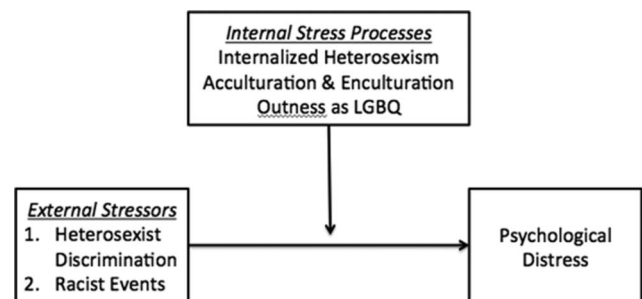 Internal Stress Processes
Internalized Heterosexism
Acculturation & Enculturation
Outness as LGBQ
External Stressors
1. Heterosexist
Discrimination
2. Racist Events
Psychological
Distress